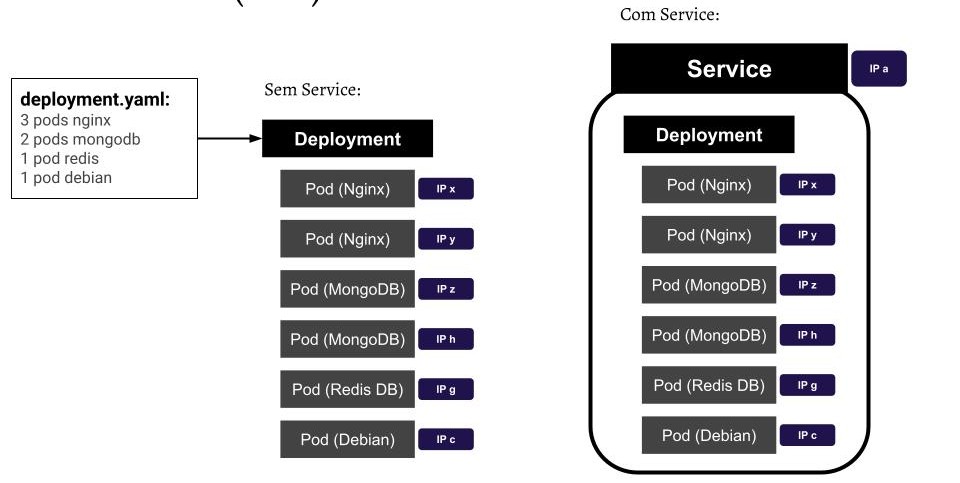 Com Service:
Service
IP a
Sem Service:
deployment.yaml:
3 pods nginx
2 pods mongodb
1 pod redis
1 pod debian
Deployment
Pod (Nginx) IP x
Pod (Nginx) IP y
Pod (MongoDB) IP z
Pod (MongoDB) IP h
Pod (Redis DB) IP g
Pod (Debian) IP c
Deployment
Pod (Nginx) IP x
Pod (Nginx) IP y
Pod (MongoDB) IP z
Pod (MongoDB) IP h
Pod (Redis DB) IP g
Pod (Debian) IP c